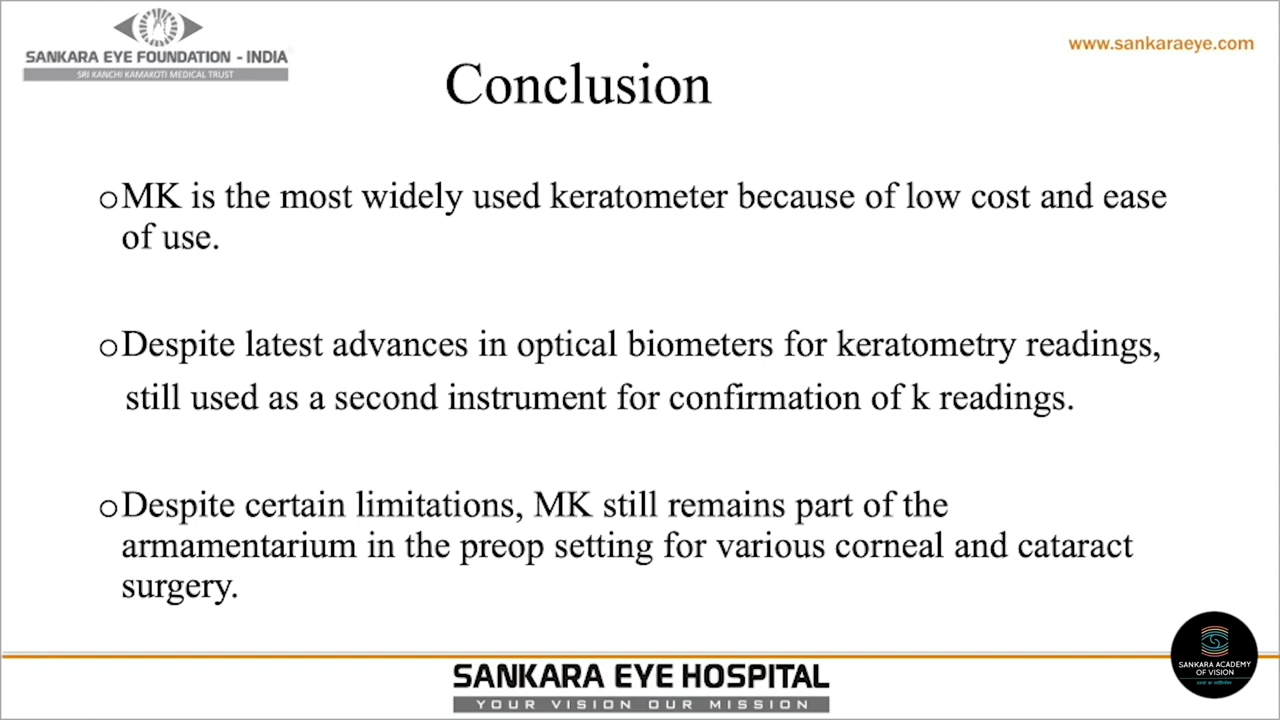 SANKARA EYE FOUNDATION - INDIA
SRI KANCHI KAMAKOTI MEDICAL TRUST
www.sankaraeye.com
Conclusion
oMK is the most widely used keratometer because of low cost and ease
of use.
oDespite latest advances in optical biometers for keratometry readings,
still used as a second instrument for confirmation of k readings.
oDespite certain limitations, MK still remains part of the
armamentarium in the preop setting for various corneal and cataract
surgery.
SANKARA ACADEMY
OF VISION
SANKARA EYE HOSPITAL
YOUR VISION OUR MISSION